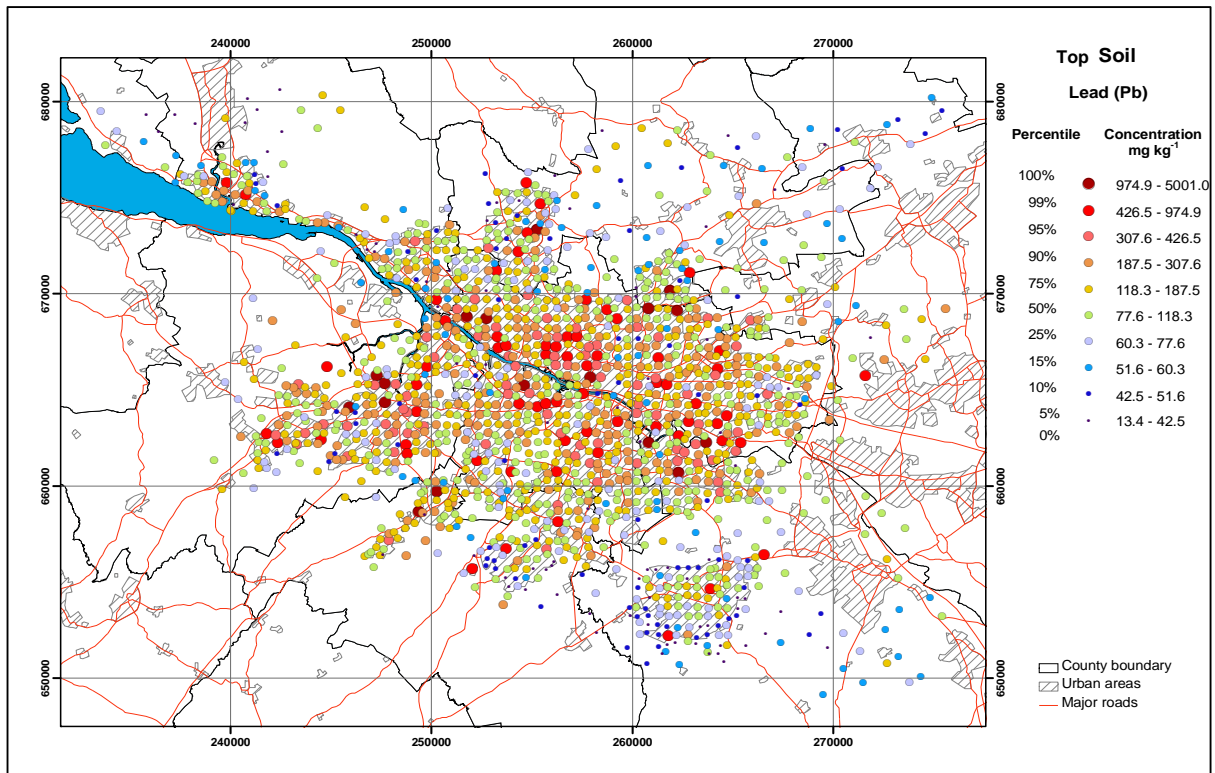 240000 250000 260000 270000
680000 680000
670000 670000
660000 660000
650000 650000
240000 250000 260000 270000
Top Soil
Lead (Pb)
Percentile Concentration
mg kg-1
100%
974.9 - 5001.0
99%
426.5 - 974.9
95%
307.6 - 426.5
90%
187.5 - 307.6
75%
118.3 - 187.5
50%
77.6 - 118.3
25%
60.3 - 77.6
15%
51.6 - 60.3
10%
42.5 - 51.6
5%
13.4 - 42.5
0%
County boundary
Urban areas
Major roads